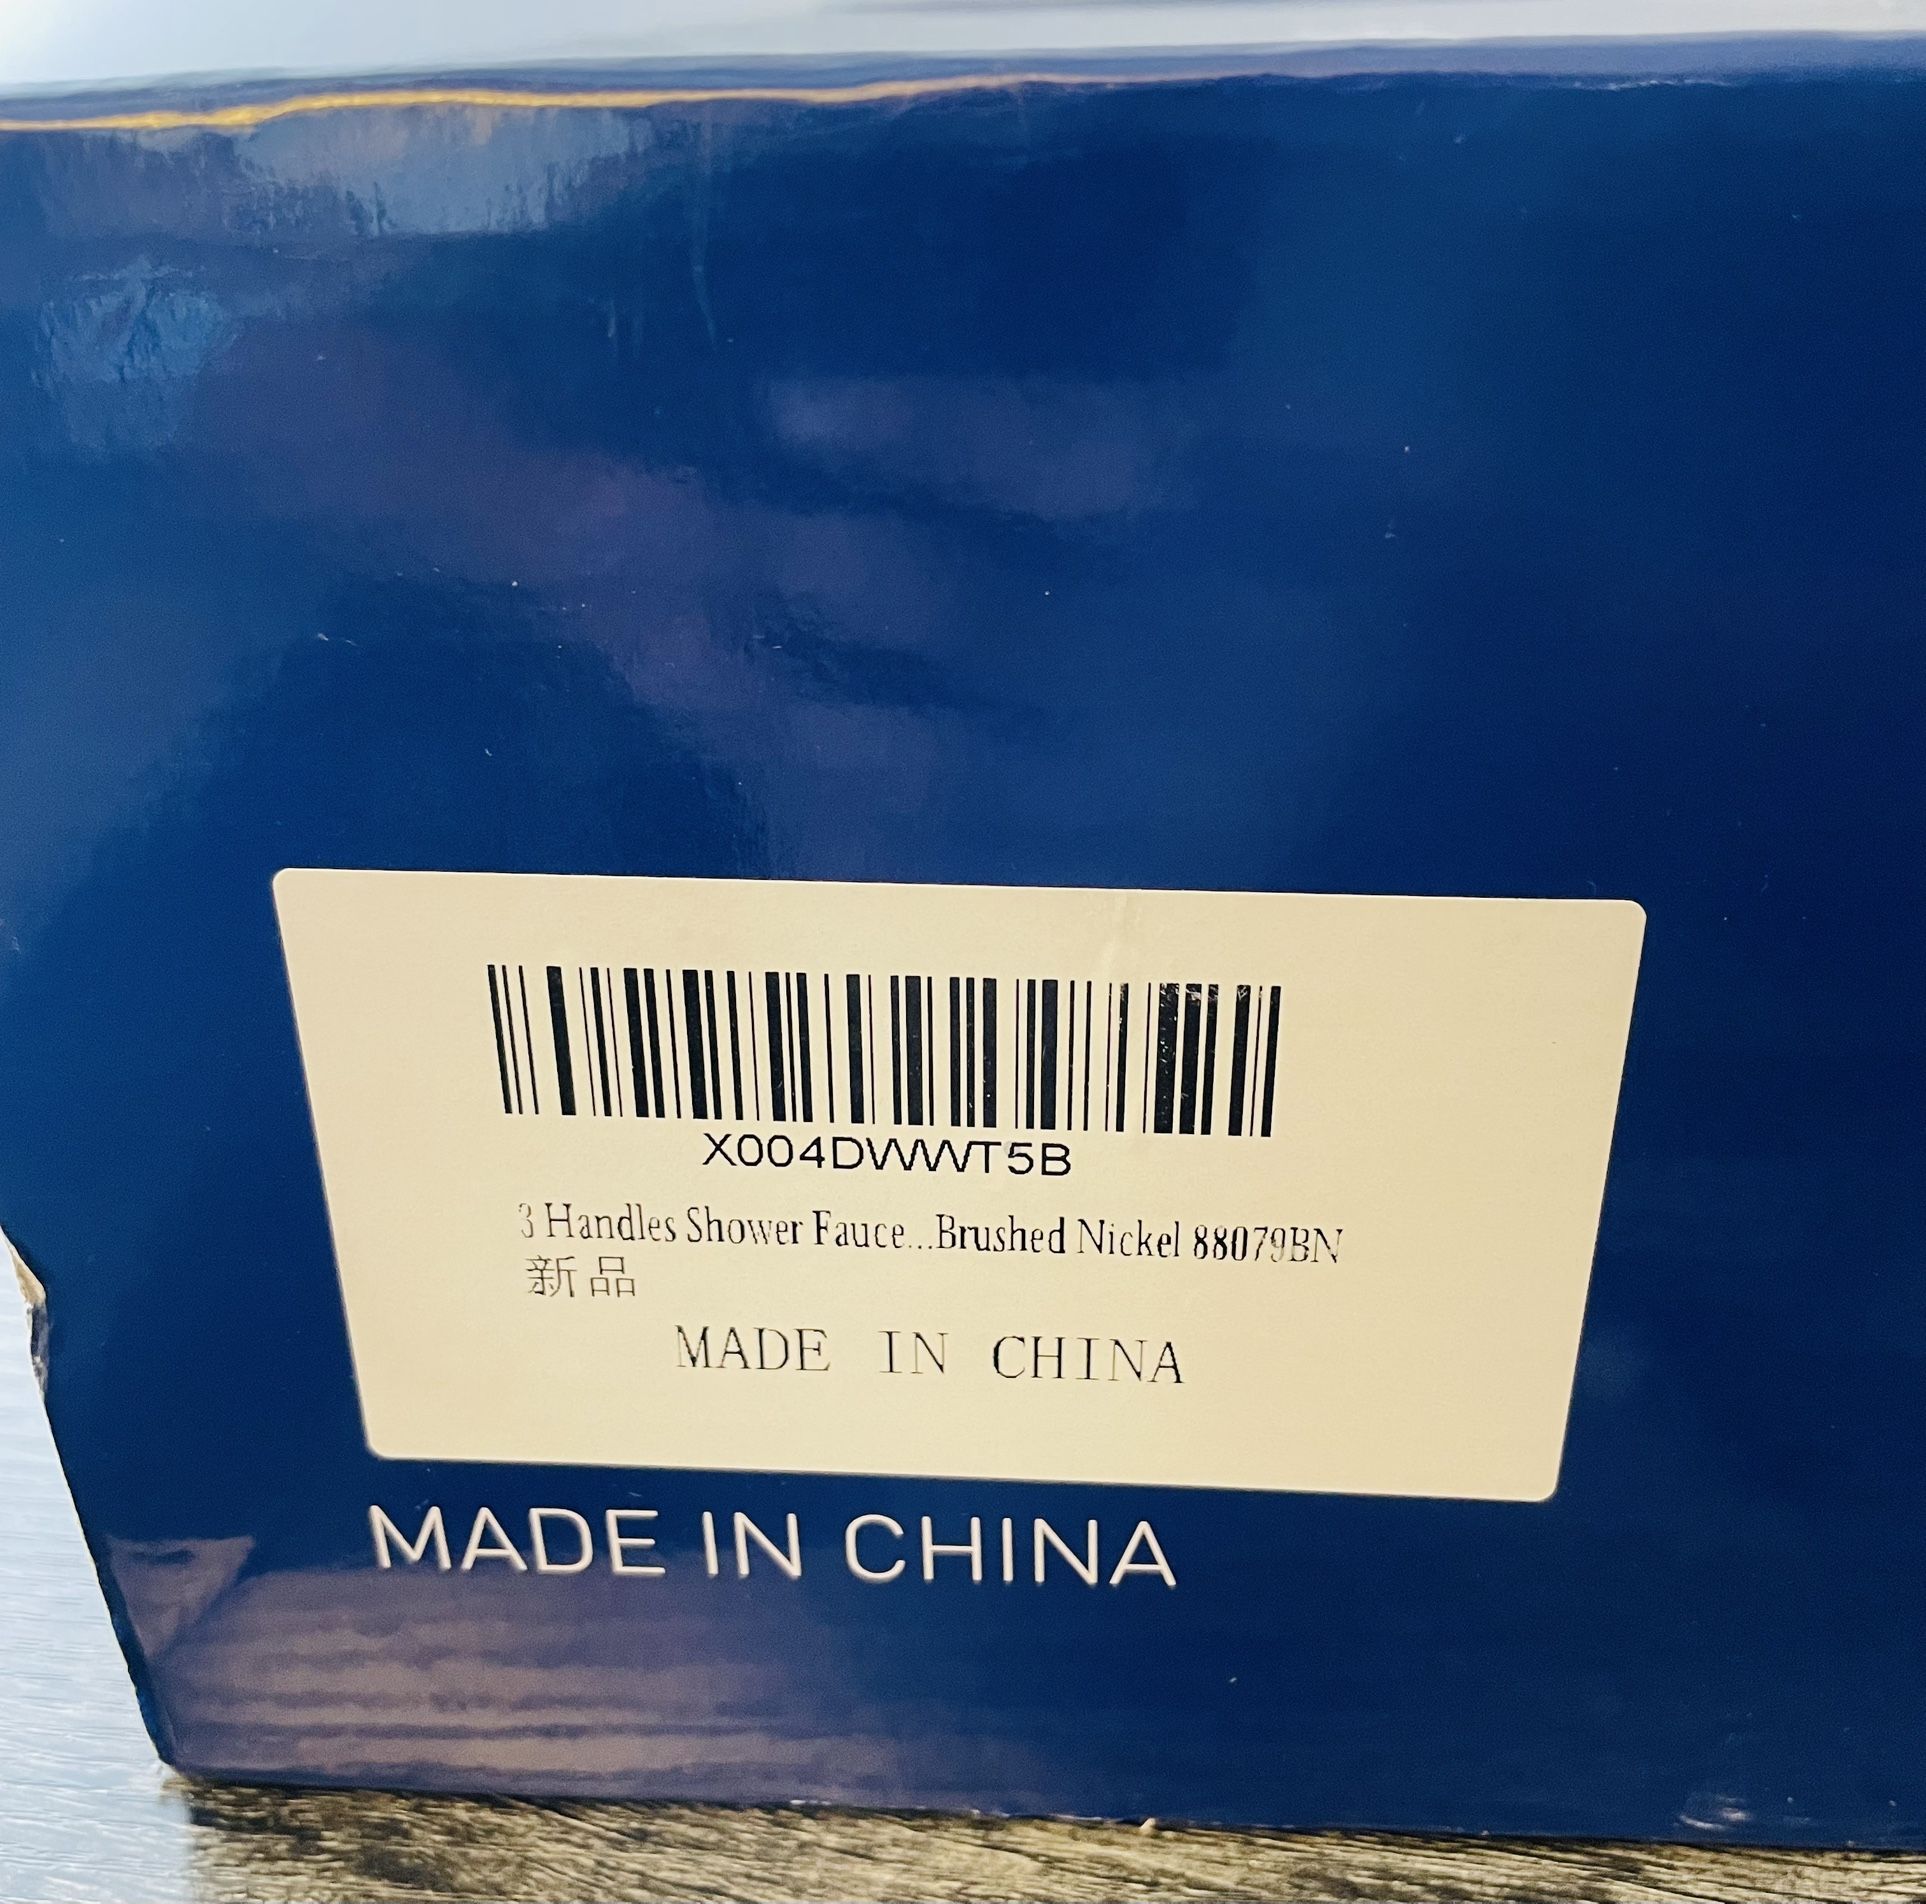 X004DWWT5B
3 Handles Shower Fauce...Brushed Nickel 88079BN
新品
MADE IN CHINA
MADE IN CHINA